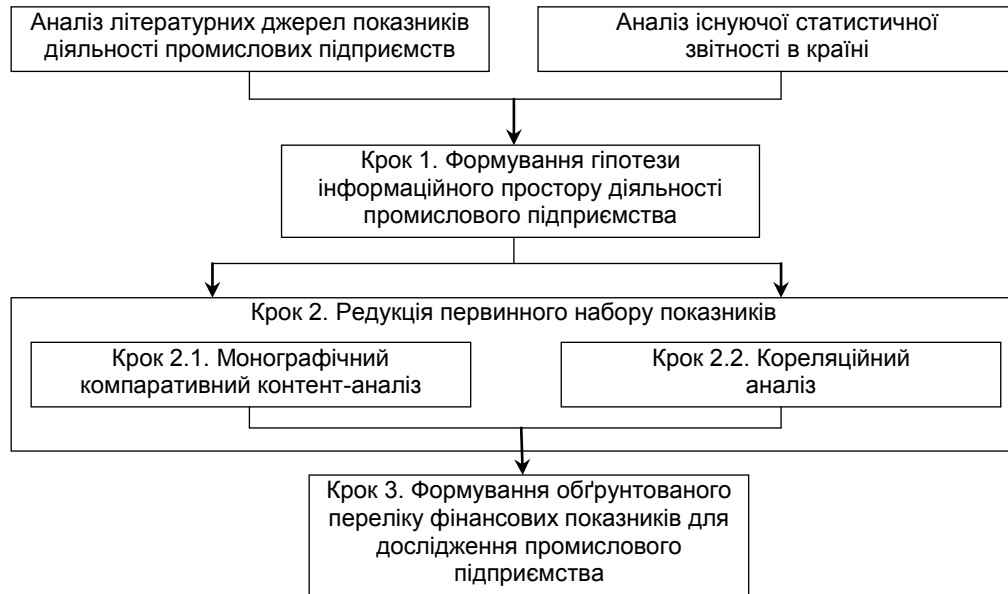 Аналіз літературних джерел показників
діяльності промислових підприємств
Аналіз існуючої статистичної
звітності в країні
Крок 1. Формування гіпотези
інформаційного простору діяльності
промислового підприємства
Крок 2. Редукція первинного набору показників
Крок 2.1. Монографічний
компаративний контент-аналіз
Крок 2.2. Кореляційний
аналіз
Крок 3. Формування обґрунтованого
переліку фінансових показників для
дослідження промислового
підприємства